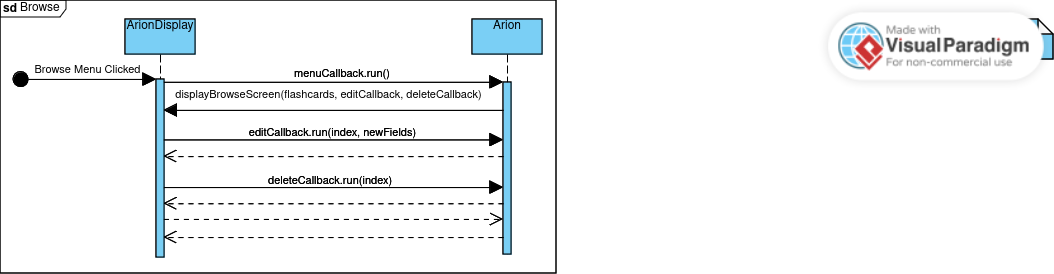 sd Browse
ArionDisplay
Arion
Browse Menu Clicked
menuCallback.run()
displayBrowseScreen(flashcards, editCallback, deleteCallback)
editCallback.run(index, newFields)
deleteCallback.run(index)
Made with
Visual Paradigm
For non-commercial use